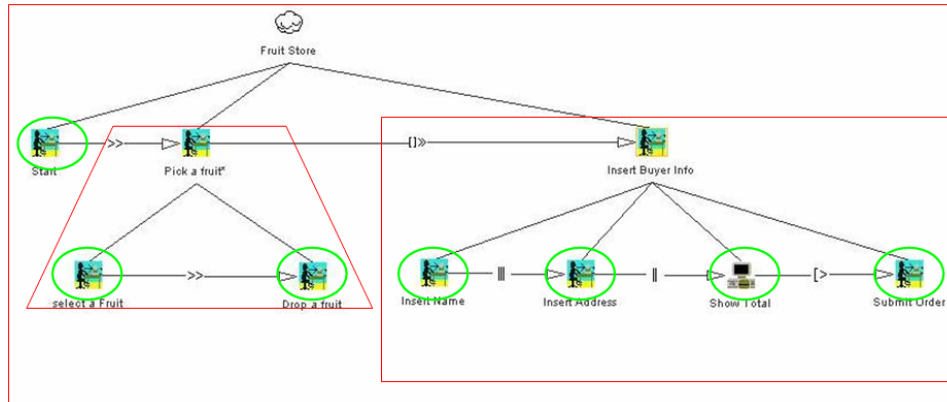 Fruit Store
Start
>>
Pick a fruit*
[]>>
Insert Buyer Info
select a Fruit
>>
Drop a fruit
Insert Name
|||
Insert Address
||
Show Total
[>
Submit Order